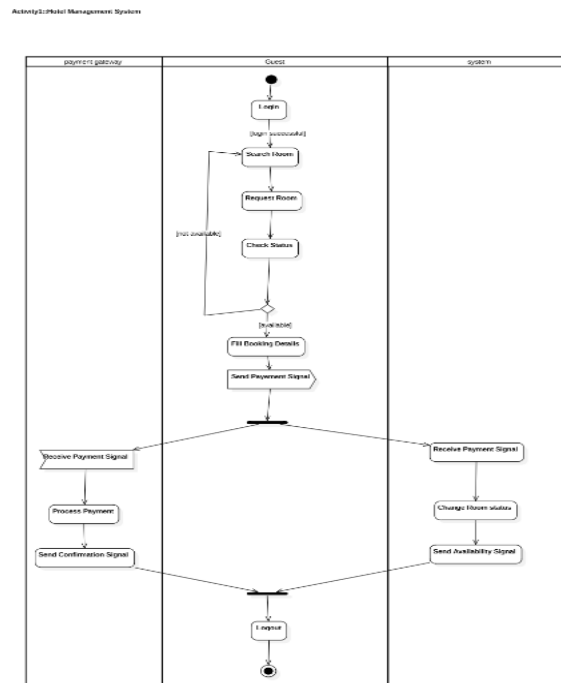 Activity1::Hotel Management System
payment gateway
Guest
system
Login
[login successful]
Search Room
Request Room
[not available]
Check Status
[available]
Fill Booking Details
Send Payement Signal
Receive Payment Signal
Receive Payment Signal
Process Payment
Change Room status
Send Confirmation Signal
Send Availability Signal
Logout